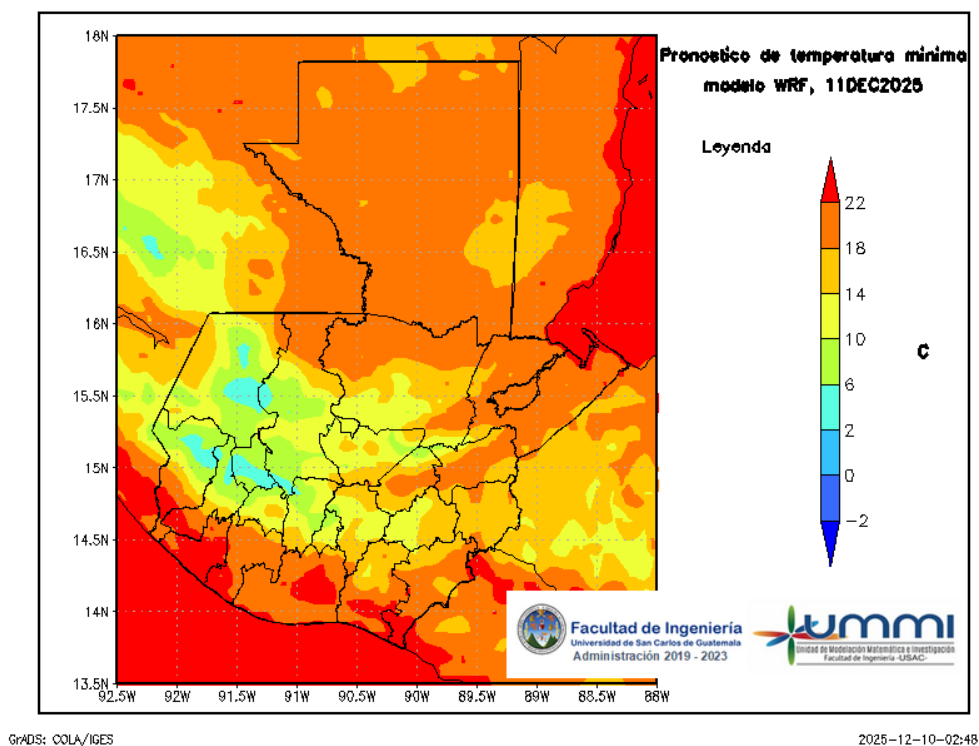 Pronostico de temperatura minima
modelo WRF, 11DEC2025
Leyenda
22
18
14
10
6
2
0
-2
C
18N
17.5N
17N
16.5N
16N
15.5N
15N
14.5N
14N
13.5N
92.5W
92W
91.5W
91W
90.5W
90W
89.5W
89W
88.5W
88W
Facultad de Ingeniería
Universidad de San Carlos de Guatemala
Administración 2019 - 2023
ummi
Unidad de Modelación Matemática e Investigación
Facultad de Ingeniería -USAC-
GrADS: COLA/IGES
2025-12-10-02:48